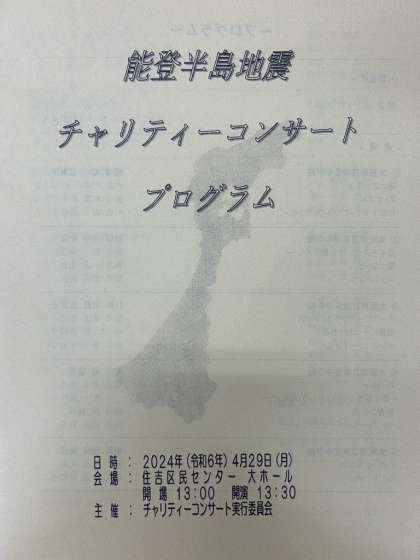 能登半島地震
チャリティーコンサート
プログラム
日 時 : 2024年(令和6年)4月29日(月)
会 場 : 住吉区民センター 大ホール
開 場 13:00 開演 13:30
主 催 : チャリティーコンサート実行委員会